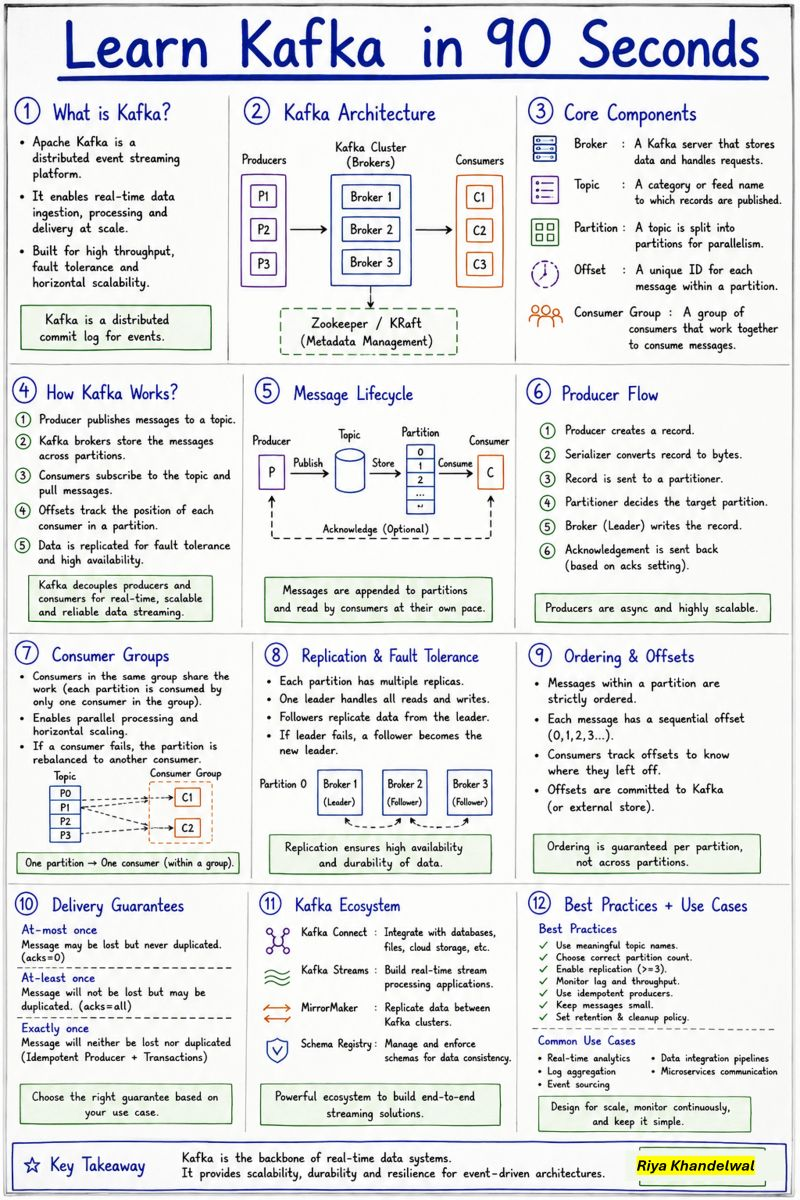 Learn Kafka in 90 Seconds
1 What is Kafka?
• Apache Kafka is a
distributed event streaming
platform.
• It enables real-time data
ingestion, processing and
delivery at scale.
• Built for high throughput,
fault tolerance and
horizontal scalability.
Kafka is a distributed
commit log for events.
2 Kafka Architecture
Producers
Kafka Cluster
(Brokers)
Consumers
P1
P2
P3
Broker 1
Broker 2
Broker 3
C1
C2
C3
Zookeeper / KRaft
(Metadata Management)
3 Core Components
Broker : A Kafka server that stores
data and handles requests.
Topic : A category or feed name
to which records are published.
Partition : A topic is split into
partitions for parallelism.
Offset : A unique ID for each
message within a partition.
Consumer Group : A group of
consumers that work together
to consume messages.
4 How Kafka Works?
1 Producer publishes messages to a topic.
2 Kafka brokers store the messages
across partitions.
3 Consumers subscribe to the topic and
pull messages.
4 Offsets track the position of each
consumer in a partition.
5 Data is replicated for fault tolerance
and high availability.
Kafka decouples producers and
consumers for real-time, scalable
and reliable data streaming.
5 Message Lifecycle
Producer
Topic
Partition
Consumer
P
Publish
Store
0
1
2
...
Consume
C
Acknowledge (Optional)
Messages are appended to partitions
and read by consumers at their own pace.
6 Producer Flow
1 Producer creates a record.
2 Serializer converts record to bytes.
3 Record is sent to a partitioner.
4 Partitioner decides the target partition.
5 Broker (Leader) writes the record.
6 Acknowledgement is sent back
(based on acks setting).
Producers are async and highly scalable.
7 Consumer Groups
• Consumers in the same group share the
work (each partition is consumed by
only one consumer in the group).
• Enables parallel processing and
horizontal scaling.
• If a consumer fails, the partition is
rebalanced to another consumer.
Topic
Consumer Group
P0
P1
P2
P3
C1
C2
One partition → One consumer (within a group).
8 Replication & Fault Tolerance
• Each partition has multiple replicas.
• One leader handles all reads and writes.
• Followers replicate data from the leader.
• If leader fails, a follower becomes the
new leader.
Partition 0
Broker 1
(Leader)
Broker 2
(Follower)
Broker 3
(Follower)
Replication ensures high availability
and durability of data.
9 Ordering & Offsets
• Messages within a partition are
strictly ordered.
• Each message has a sequential offset
(0,1,2,3...).
• Consumers track offsets to know
where they left off.
• Offsets are committed to Kafka
(or external store).
Ordering is guaranteed per partition,
not across partitions.
10 Delivery Guarantees
At-most once
Message may be lost but never duplicated.
(acks=0)
At-least once
Message will not be lost but may be
duplicated. (acks=all)
Exactly once
Message will neither be lost nor duplicated
(Idempotent Producer + Transactions)
Choose the right guarantee based on
your use case.
11 Kafka Ecosystem
Kafka Connect : Integrate with databases,
files, cloud storage, etc.
Kafka Streams : Build real-time stream
processing applications.
MirrorMaker : Replicate data between
Kafka clusters.
Schema Registry : Manage and enforce
schemas for data consistency.
Powerful ecosystem to build end-to-end
streaming solutions.
12 Best Practices + Use Cases
Best Practices
✓ Use meaningful topic names.
✓ Choose correct partition count.
✓ Enable replication (>=3).
✓ Monitor lag and throughput.
✓ Use idempotent producers.
✓ Keep messages small.
✓ Set retention & cleanup policy.
Common Use Cases
• Real-time analytics
• Log aggregation
• Event sourcing
• Data integration pipelines
• Microservices communication
Design for scale, monitor continuously,
and keep it simple.
☆ Key Takeaway
Kafka is the backbone of real-time data systems.
It provides scalability, durability and resilience for event-driven architectures.
Riya Khandelwal